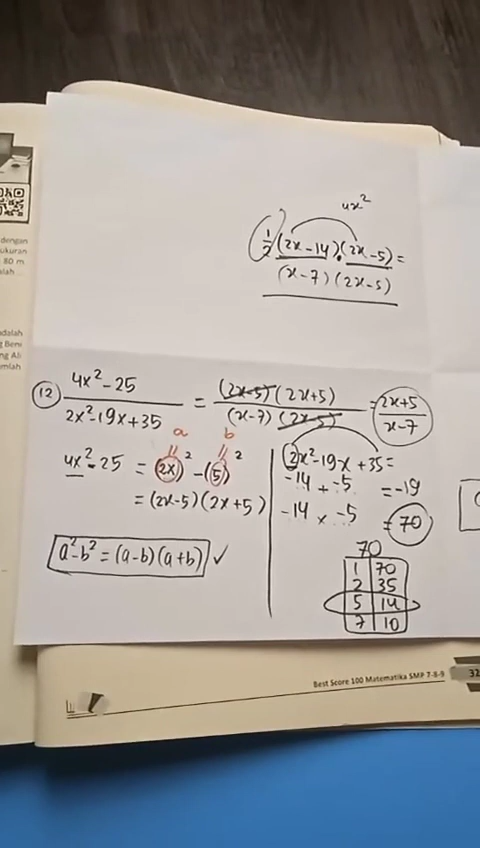 dengan
ukuran
80 m
alah
adalah
Beni
ng Ali
mlah
4x²
½(2x-14)·(2x-5) =
(x-7)(2x-5)
12
4x²-25 / 2x²-19x+35 = (2x-5)(2x+5) / (x-7)(2x-5) = 2x+5 / x-7
a b
4x²-25 = (2x)²-(5)²
= (2x-5)(2x+5)
a²-b² = (a-b)(a+b) ✓
2x²-19x+35 =
-14 + -5 = -19
-14 × -5 = 70
70
1 70
2 35
5 14
7 10
Best Score 100 Matematika SMP 7-8-9
32